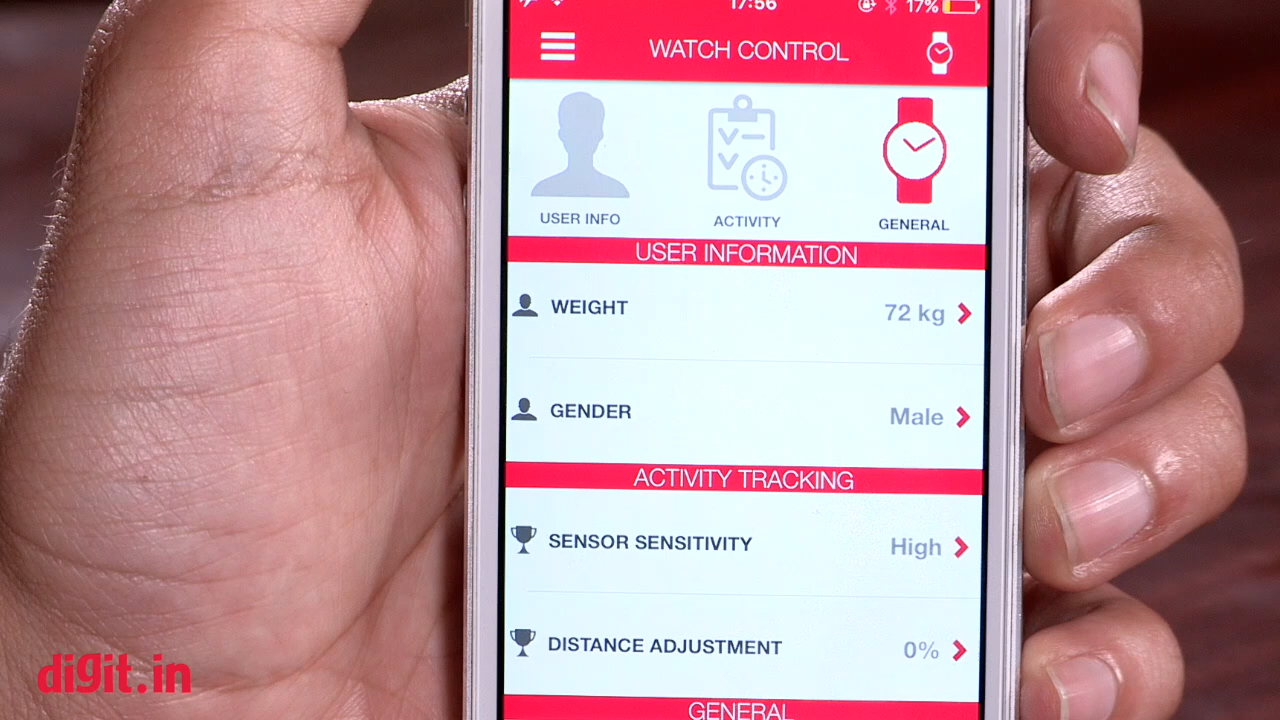 17:56
17%
WATCH CONTROL
USER INFO
ACTIVITY
GENERAL
USER INFORMATION
WEIGHT 72 kg
GENDER Male
ACTIVITY TRACKING
SENSOR SENSITIVITY High
DISTANCE ADJUSTMENT 0%
GENERAL
digit.in